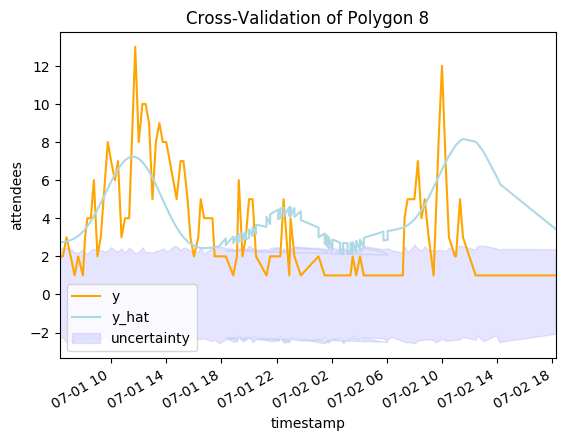 Cross-Validation of Polygon 8
attendees
12
10
8
6
4
2
0
−2
y
y_hat
uncertainty
07-01 10
07-01 14
07-01 18
07-01 22
07-02 02
07-02 06
07-02 10
07-02 14
07-02 18
timestamp